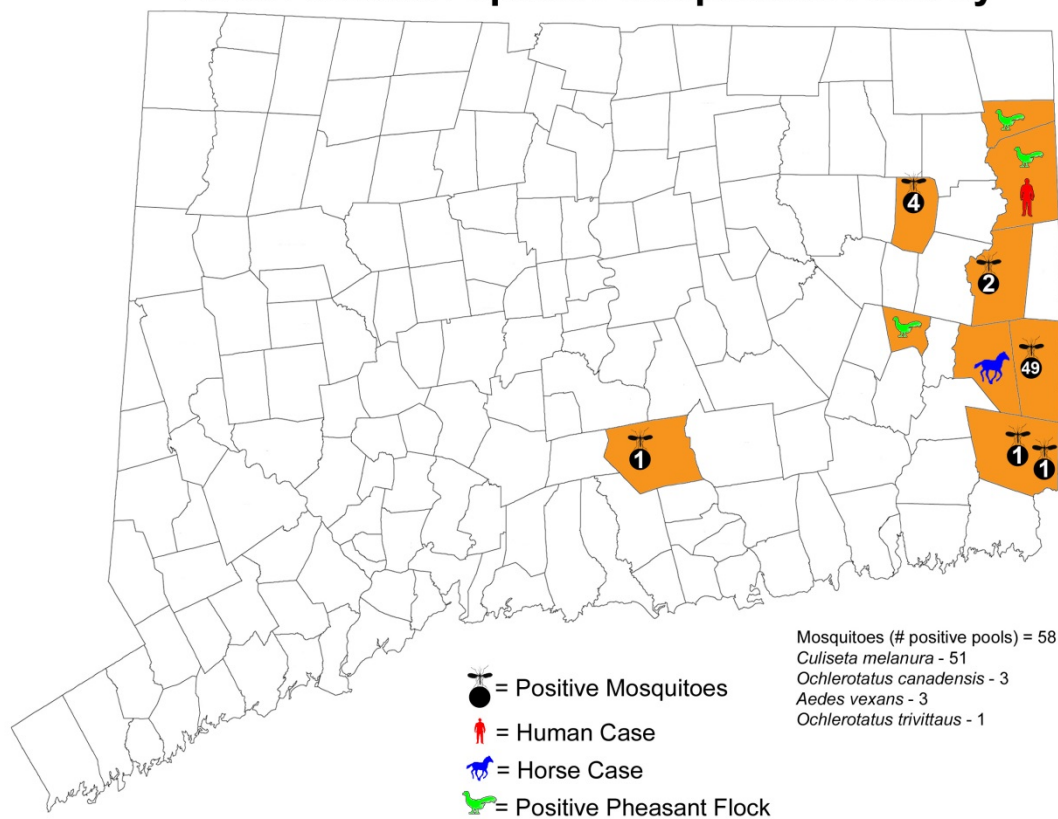 4
2
49
1
1
1
Mosquitoes (# positive pools) = 58
Culiseta melanura - 51
Ochlerotatus canadensis - 3
Aedes vexans - 3
Ochlerotatus trivittaus - 1
= Positive Mosquitoes
= Human Case
= Horse Case
= Positive Pheasant Flock